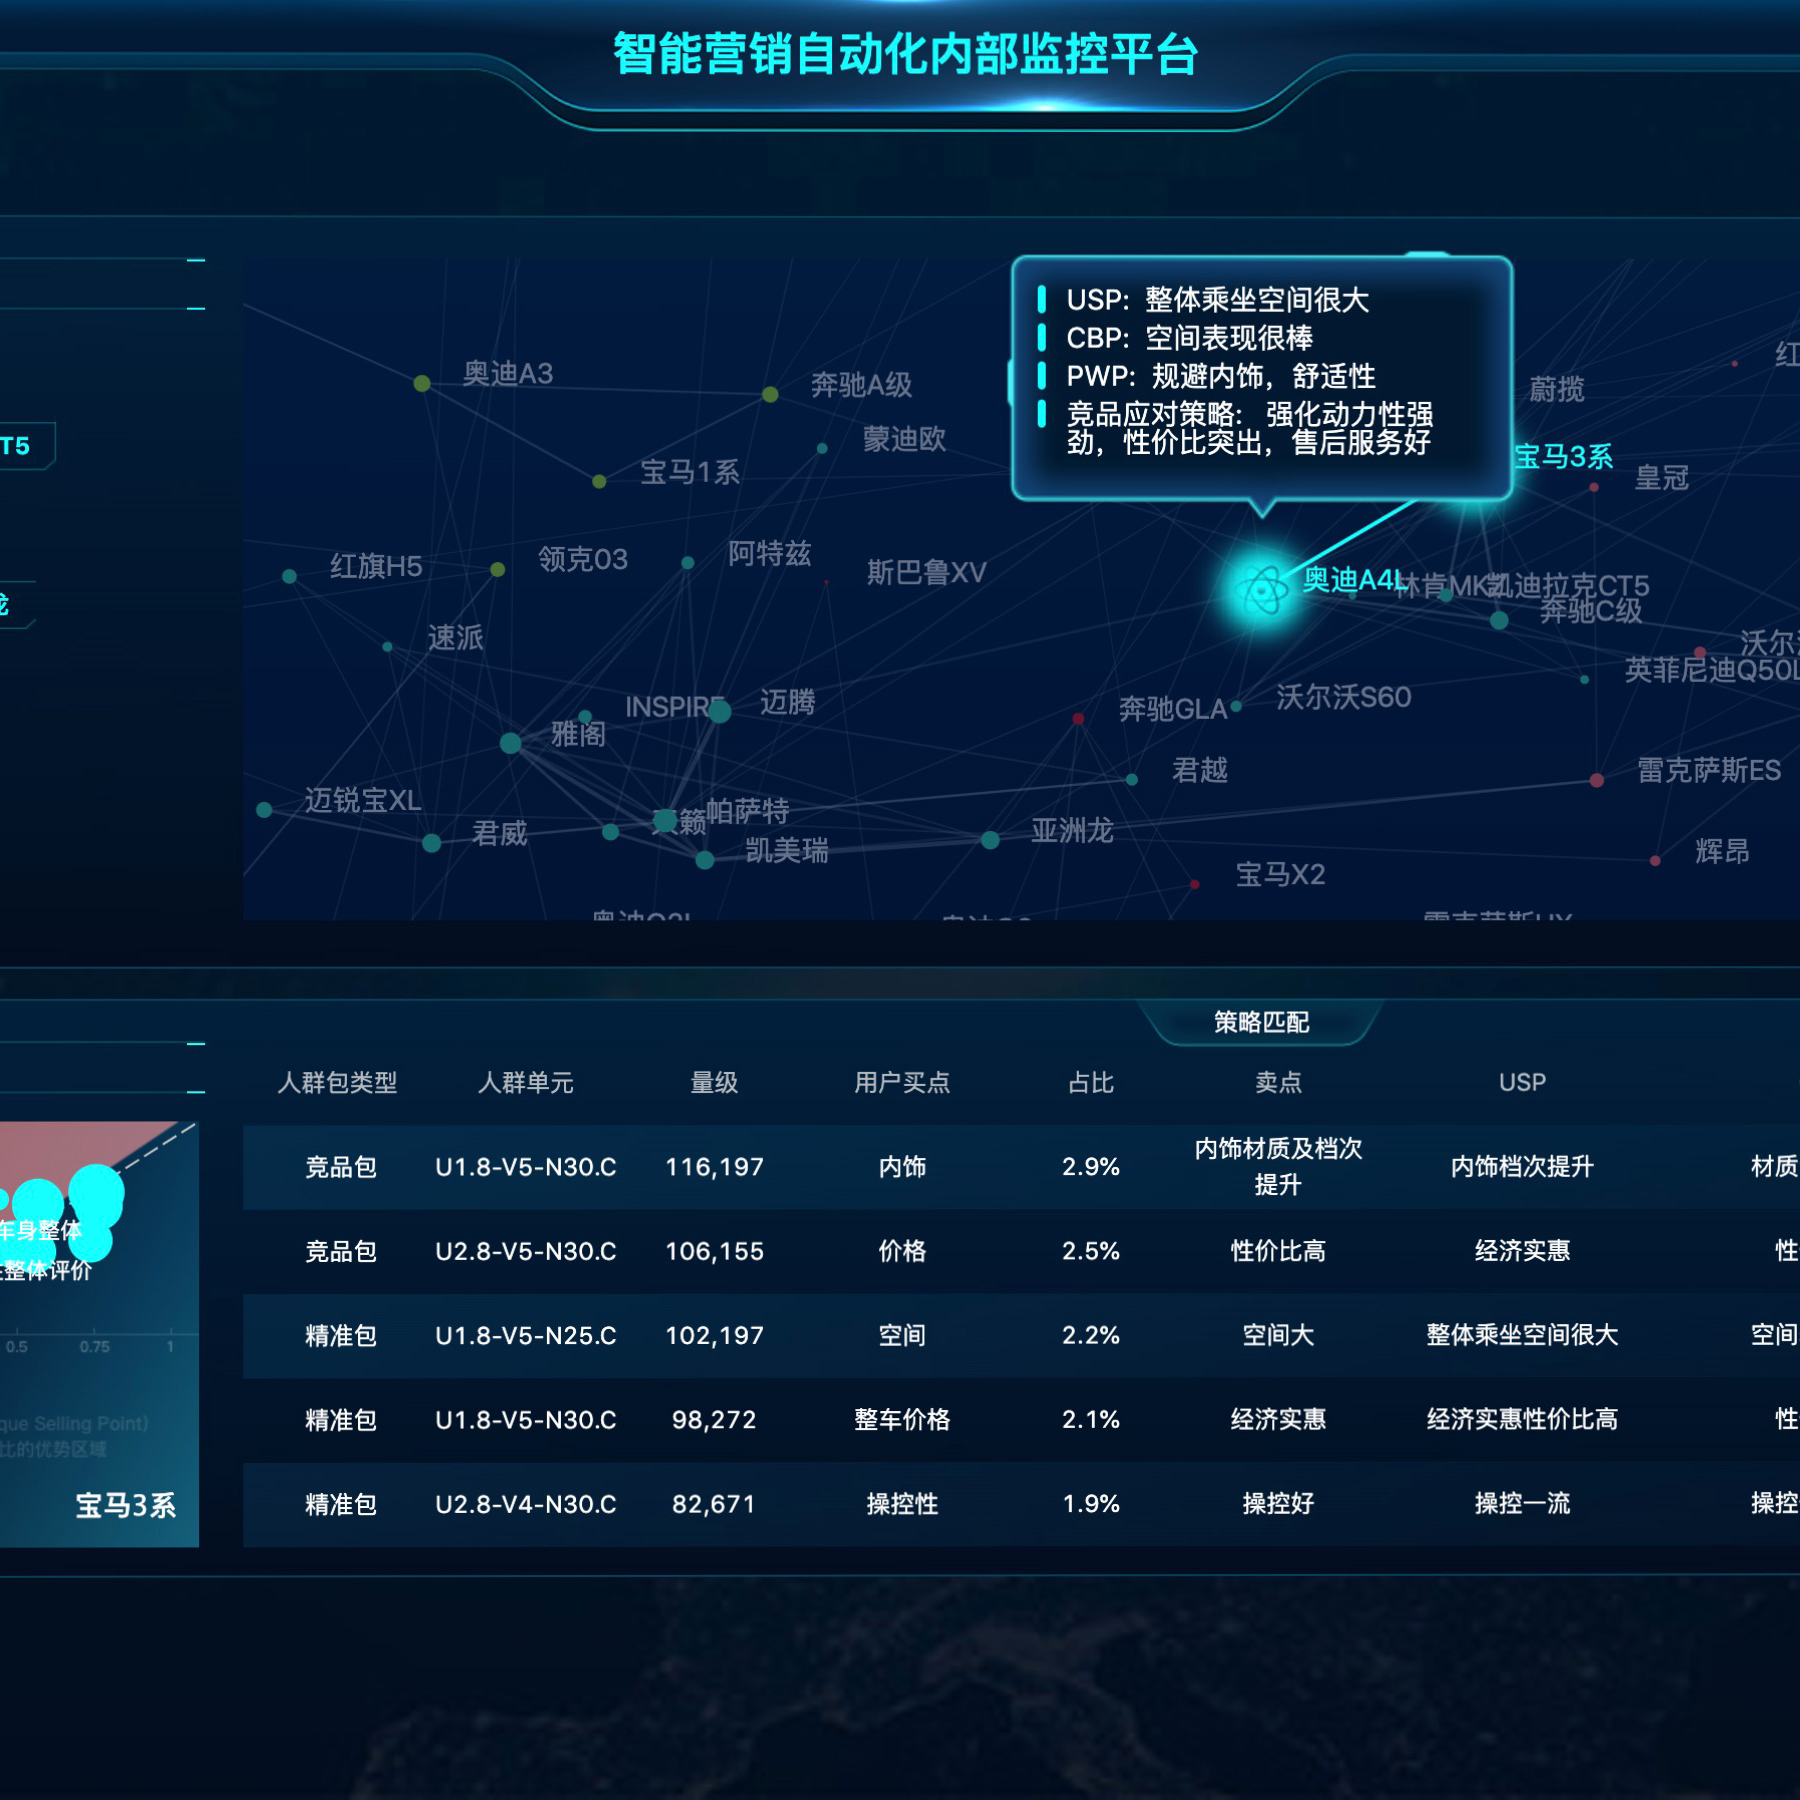 智能营销自动化内部监控平台
USP: 整体乘坐空间很大
CBP: 空间表现很棒
PWP: 规避内饰，舒适性
竞品应对策略: 强化动力性强
劲，性价比突出，售后服务好
T5
奥迪A3
奔驰A级
蒙迪欧
宝马1系
蔚揽
宝马3系
皇冠
红旗H5
领克03
阿特兹
斯巴鲁XV
奥迪A4L
林肯MKZ
凯迪拉克CT5
奔驰C级
速派
英菲尼迪Q50L
INSPIRE
迈腾
雅阁
奔驰GLA
沃尔沃S60
君越
雷克萨斯ES
迈锐宝XL
君威
帕萨特
凯美瑞
亚洲龙
辉昂
宝马X2
策略匹配
人群包类型 人群单元 量级 用户买点 占比 卖点 USP
竞品包 U1.8-V5-N30.C 116,197 内饰 2.9% 内饰材质及档次提升 内饰档次提升 材质
竞品包 U2.8-V5-N30.C 106,155 价格 2.5% 性价比高 经济实惠 性
精准包 U1.8-V5-N25.C 102,197 空间 2.2% 空间大 整体乘坐空间很大 空间
精准包 U1.8-V5-N30.C 98,272 整车价格 2.1% 经济实惠 经济实惠性价比高 性
精准包 U2.8-V4-N30.C 82,671 操控性 1.9% 操控好 操控一流 操控
车身整体
整体评价
0.5 0.75 1
que Selling Point)
比的优势区域
宝马3系